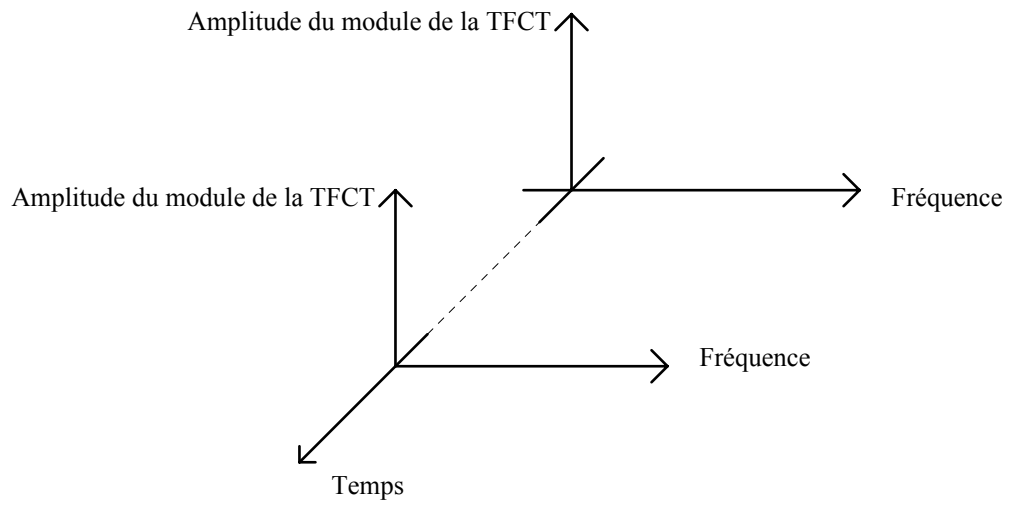 Amplitude du module de la TFCT
Amplitude du module de la TFCT
Fréquence
Fréquence
Temps